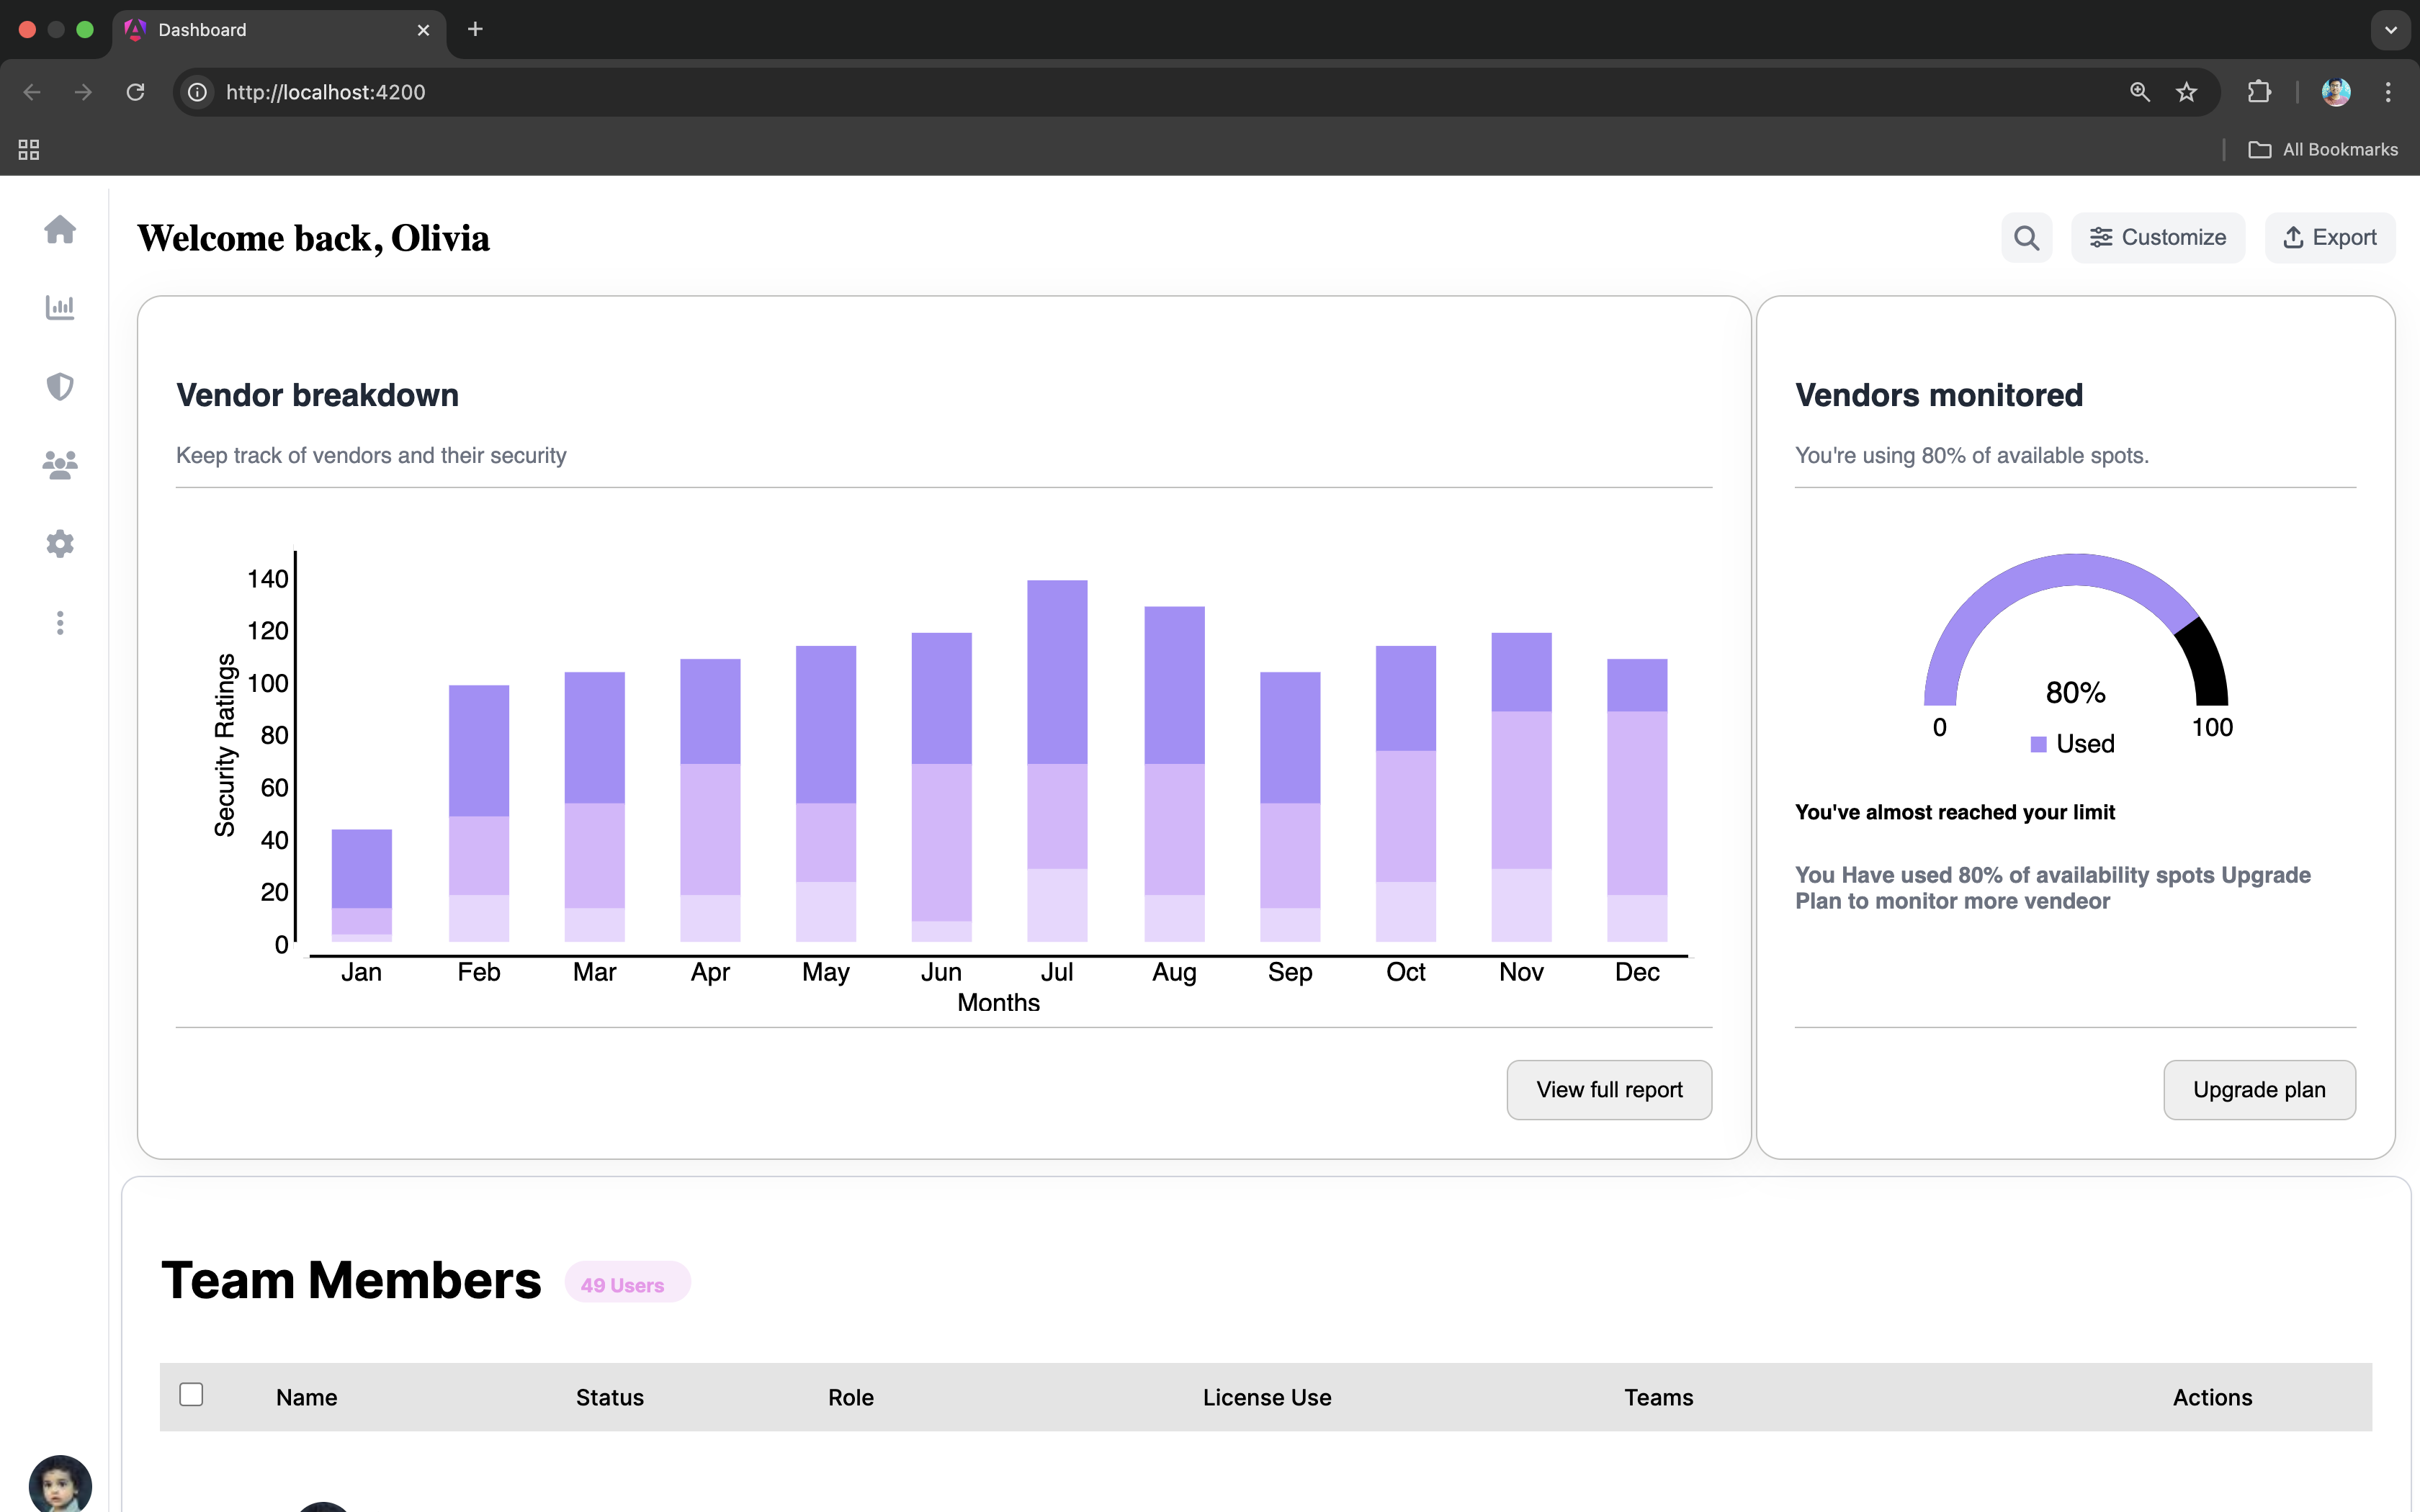 Dashboard
http://localhost:4200
All Bookmarks
Welcome back, Olivia
Customize
Export
Vendor breakdown
Keep track of vendors and their security
Security Ratings
140
120
100
80
60
40
20
0
Jan Feb Mar Apr May Jun Jul Aug Sep Oct Nov Dec
Months
View full report
Vendors monitored
You're using 80% of available spots.
80%
0 100
Used
You've almost reached your limit
You Have used 80% of availability spots Upgrade
Plan to monitor more vendeor
Upgrade plan
Team Members 49 Users
Name Status Role License Use Teams Actions